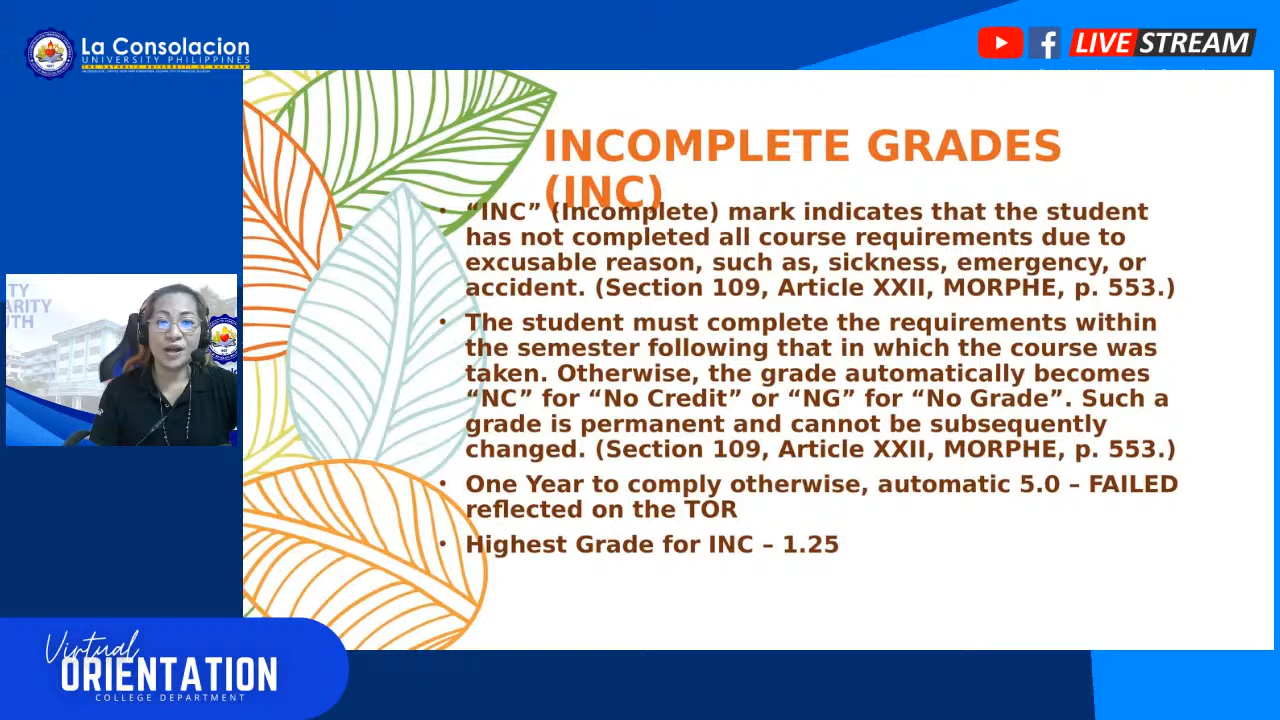 La Consolacion
UNIVERSITY PHILIPPINES
LIVE STREAM
INCOMPLETE GRADES
(INC)
• “INC” (Incomplete) mark indicates that the student
has not completed all course requirements due to
excusable reason, such as, sickness, emergency, or
accident. (Section 109, Article XXII, MORPHE, p. 553.)
• The student must complete the requirements within
the semester following that in which the course was
taken. Otherwise, the grade automatically becomes
“NC” for “No Credit” or “NG” for “No Grade”. Such a
grade is permanent and cannot be subsequently
changed. (Section 109, Article XXII, MORPHE, p. 553.)
• One Year to comply otherwise, automatic 5.0 – FAILED
reflected on the TOR
• Highest Grade for INC – 1.25
Virtual
ORIENTATION
COLLEGE DEPARTMENT